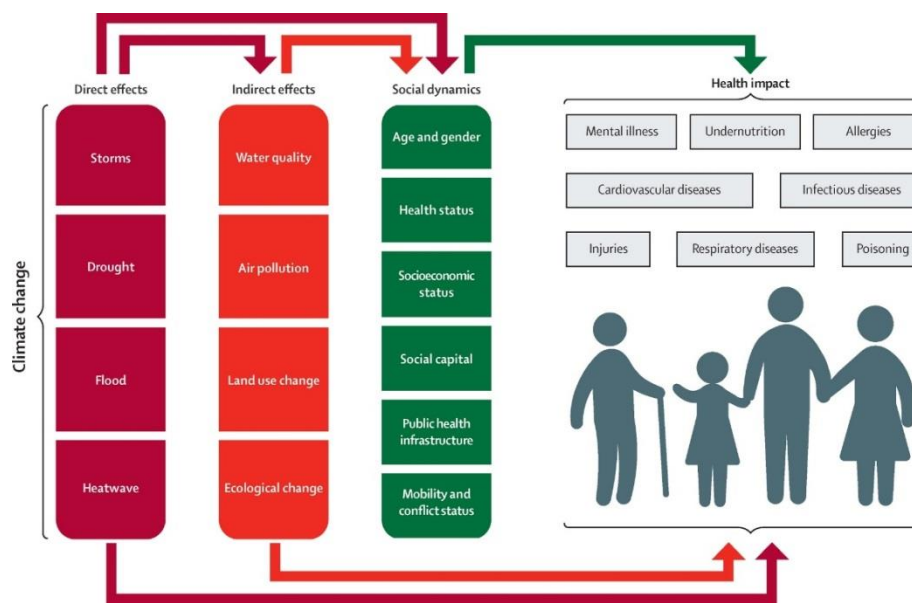 Direct effects
Indirect effects
Social dynamics
Health impact
Climate change
Storms
Drought
Flood
Heatwave
Water quality
Air pollution
Land use change
Ecological change
Age and gender
Health status
Socioeconomic
status
Social capital
Public health
infrastructure
Mobility and
conflict status
Mental illness
Undernutrition
Allergies
Cardiovascular diseases
Infectious diseases
Injuries
Respiratory diseases
Poisoning